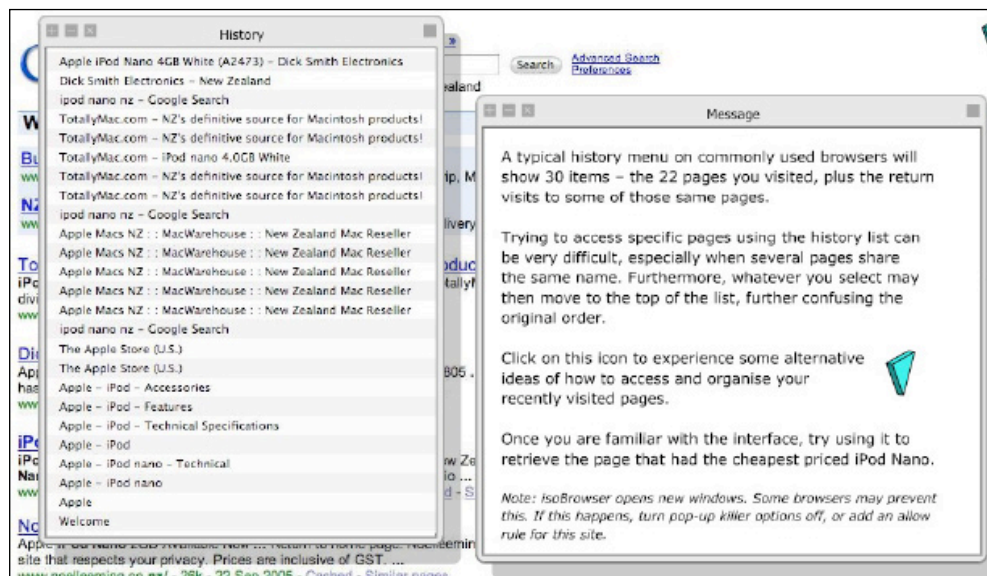 History
Apple iPod Nano 4GB White (A2473) – Dick Smith Electronics
Dick Smith Electronics – New Zealand
ipod nano nz – Google Search
TotallyMac.com – NZ's definitive source for Macintosh products!
TotallyMac.com – NZ's definitive source for Macintosh products!
TotallyMac.com – iPod nano 4.0GB White
TotallyMac.com – NZ's definitive source for Macintosh products!
TotallyMac.com – NZ's definitive source for Macintosh products!
ipod nano nz – Google Search
Apple Macs NZ : : MacWarehouse : : New Zealand Mac Reseller
Apple Macs NZ : : MacWarehouse : : New Zealand Mac Reseller
Apple Macs NZ : : MacWarehouse : : New Zealand Mac Reseller
Apple Macs NZ : : MacWarehouse : : New Zealand Mac Reseller
Apple Macs NZ : : MacWarehouse : : New Zealand Mac Reseller
ipod nano nz – Google Search
The Apple Store (U.S.)
The Apple Store (U.S.)
Apple – iPod – Accessories
Apple – iPod – Features
Apple – iPod – Technical Specifications
Apple – iPod
Apple – iPod nano – Technical
Apple – iPod nano
Apple
Welcome
Search
Advanced Search
Preferences
Message
A typical history menu on commonly used browsers will
show 30 items – the 22 pages you visited, plus the return
visits to some of those same pages.
Trying to access specific pages using the history list can
be very difficult, especially when several pages share
the same name. Furthermore, whatever you select may
then move to the top of the list, further confusing the
original order.
Click on this icon to experience some alternative
ideas of how to access and organise your
recently visited pages.
Once you are familiar with the interface, try using it to
retrieve the page that had the cheapest priced iPod Nano.
Note: isoBrowser opens new windows. Some browsers may prevent
this. If this happens, turn pop-up killer options off, or add an allow
rule for this site.
site that respects your privacy. Prices are inclusive of GST. ...